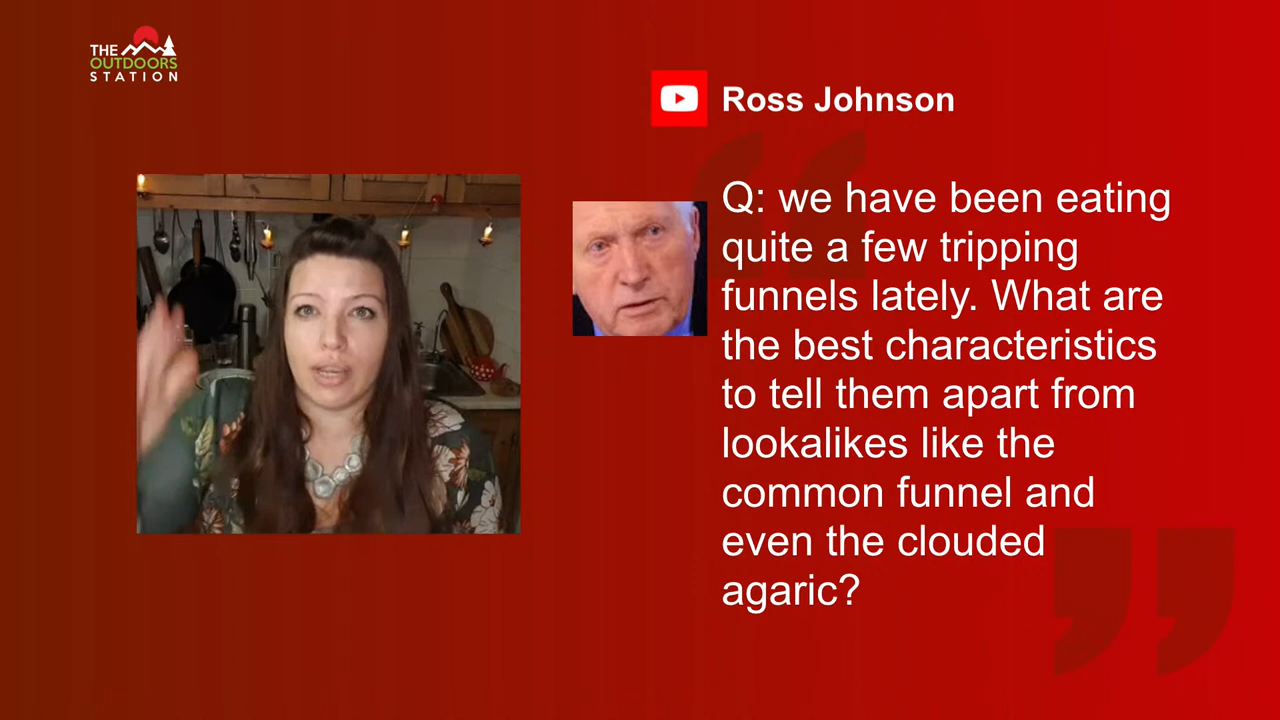 THE
OUTDOORS
STATION
Ross Johnson
Q: we have been eating
quite a few tripping
funnels lately. What are
the best characteristics
to tell them apart from
lookalikes like the
common funnel and
even the clouded
agaric?